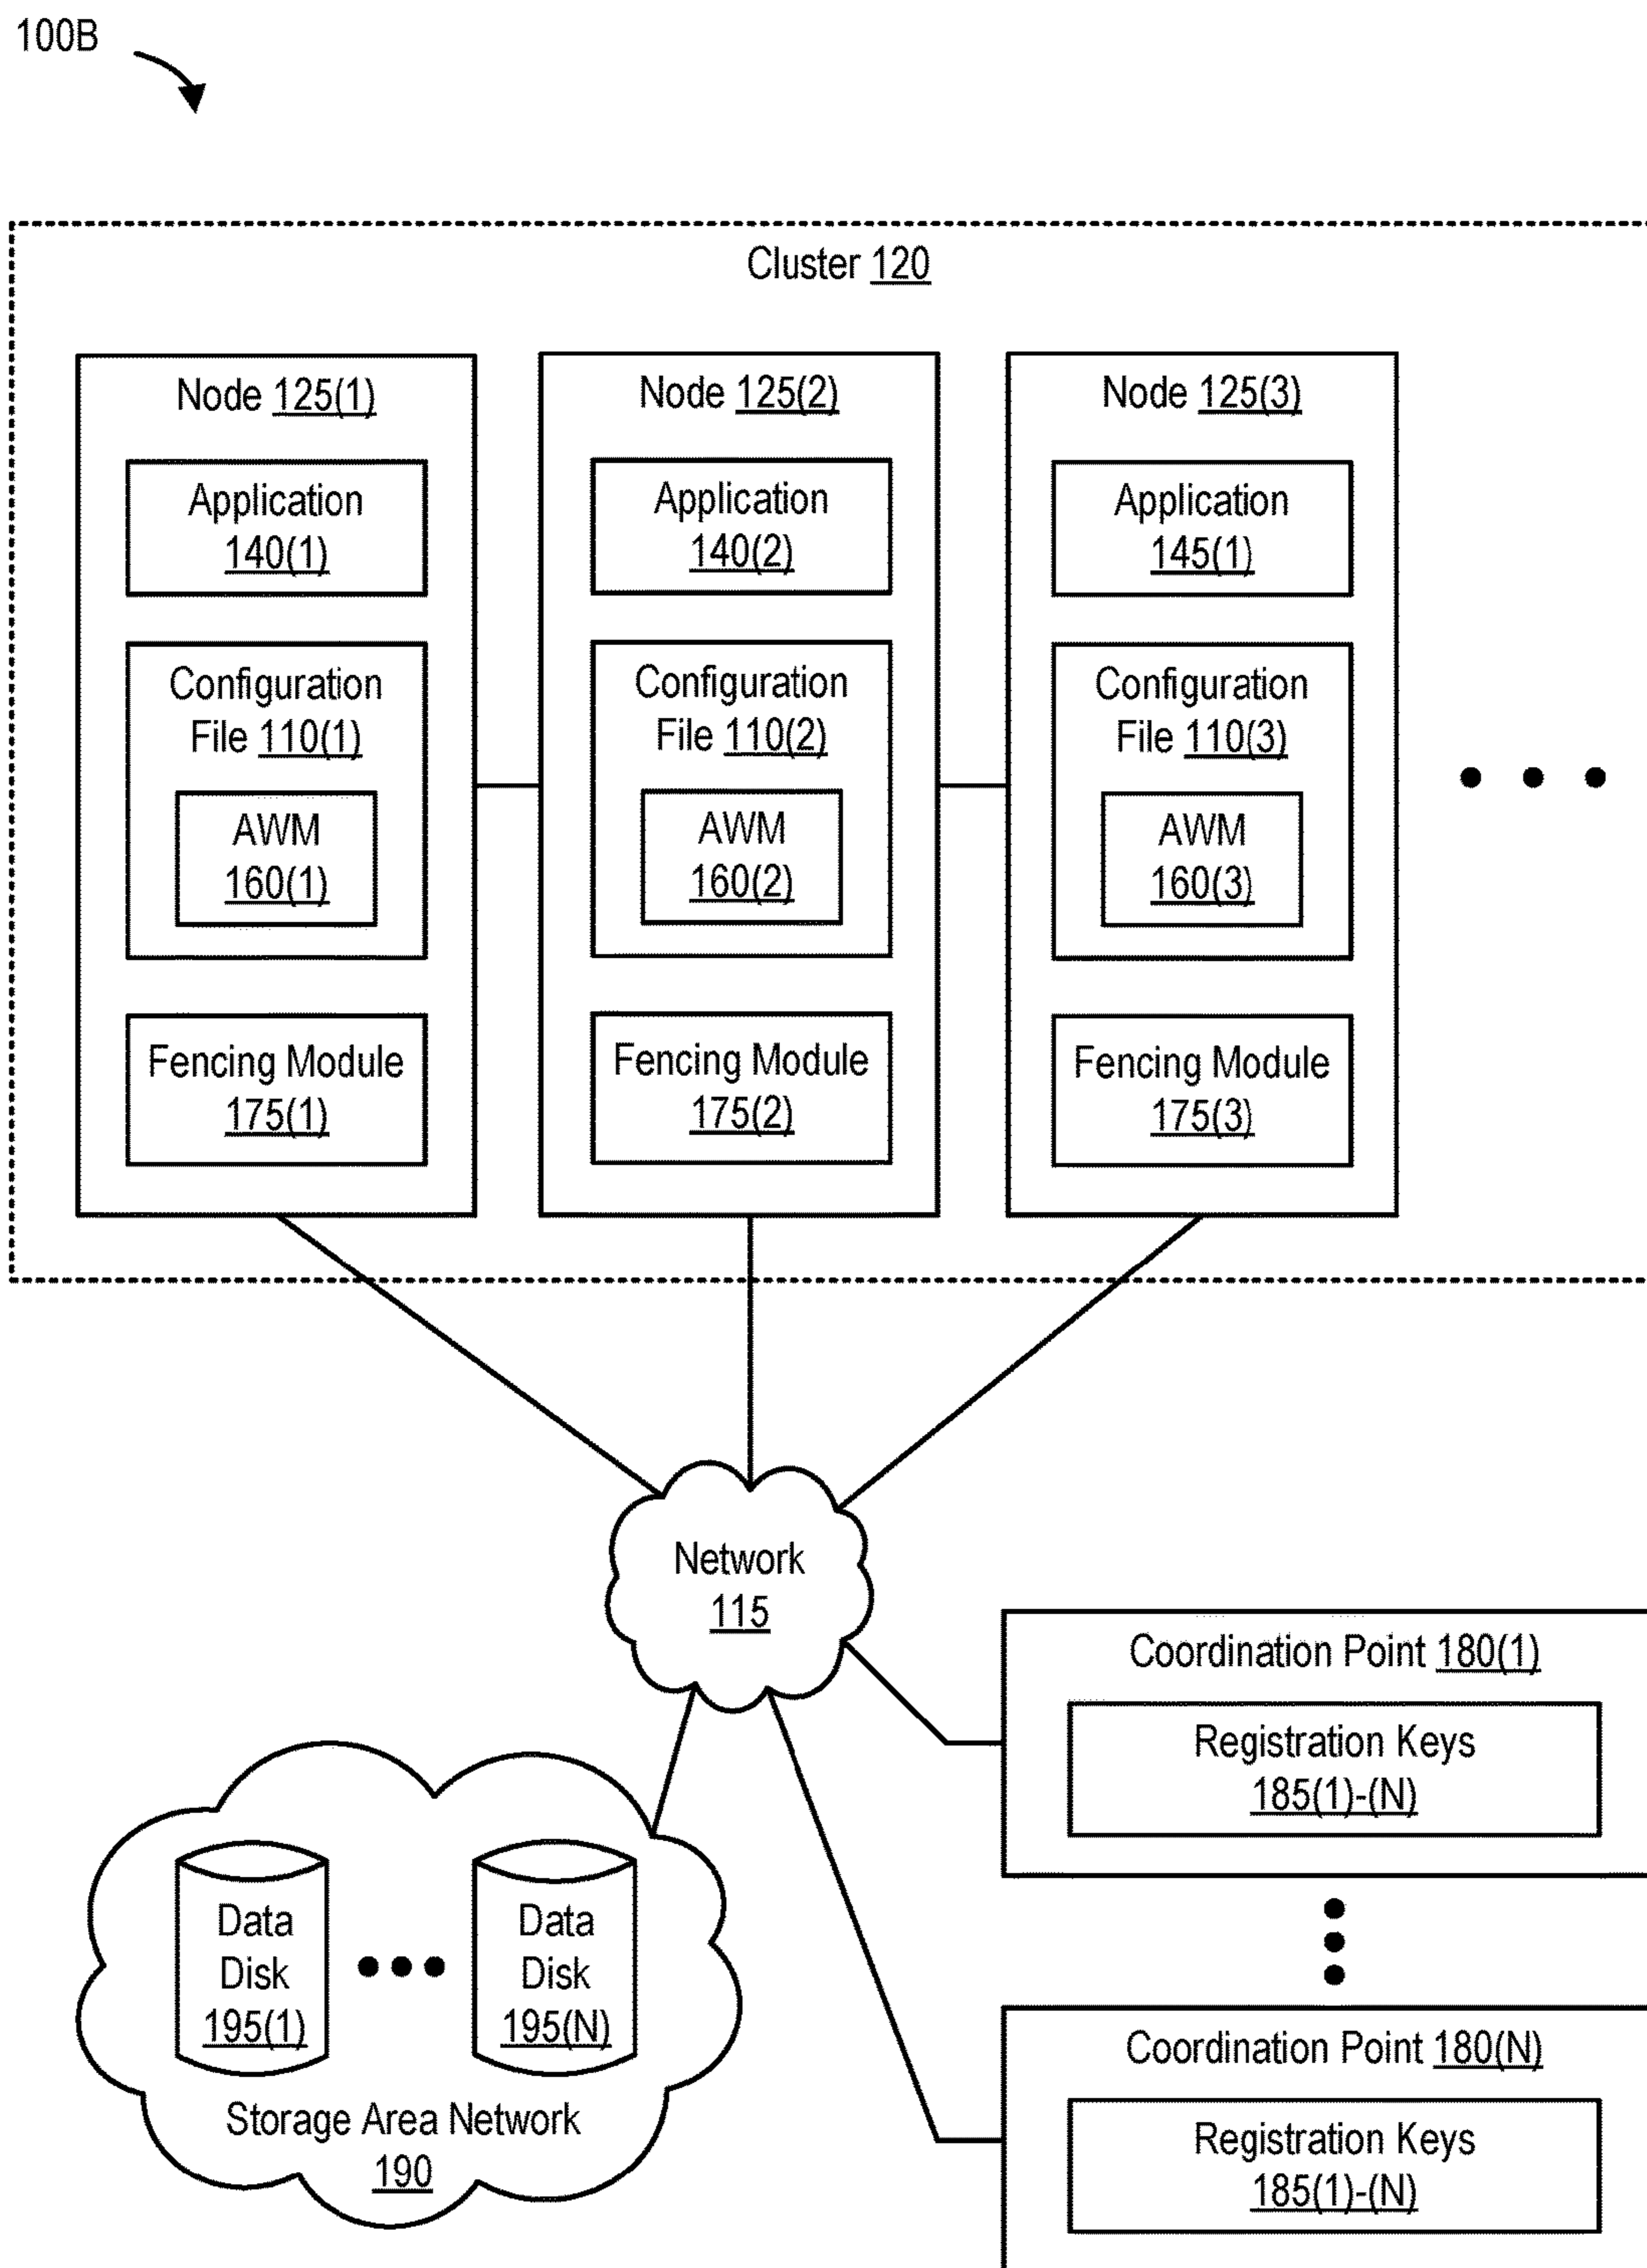 100B
Cluster 120
Node 125(1)
Application
140(1)
Configuration
File 110(1)
AWM
160(1)
Fencing Module
175(1)
Node 125(2)
Application
140(2)
Configuration
File 110(2)
AWM
160(2)
Fencing Module
175(2)
Node 125(3)
Application
145(1)
Configuration
File 110(3)
AWM
160(3)
Fencing Module
175(3)
Network
115
Coordination Point 180(1)
Registration Keys
185(1)-(N)
Data
Disk
195(1)
Data
Disk
195(N)
Storage Area Network
190
Coordination Point 180(N)
Registration Keys
185(1)-(N)